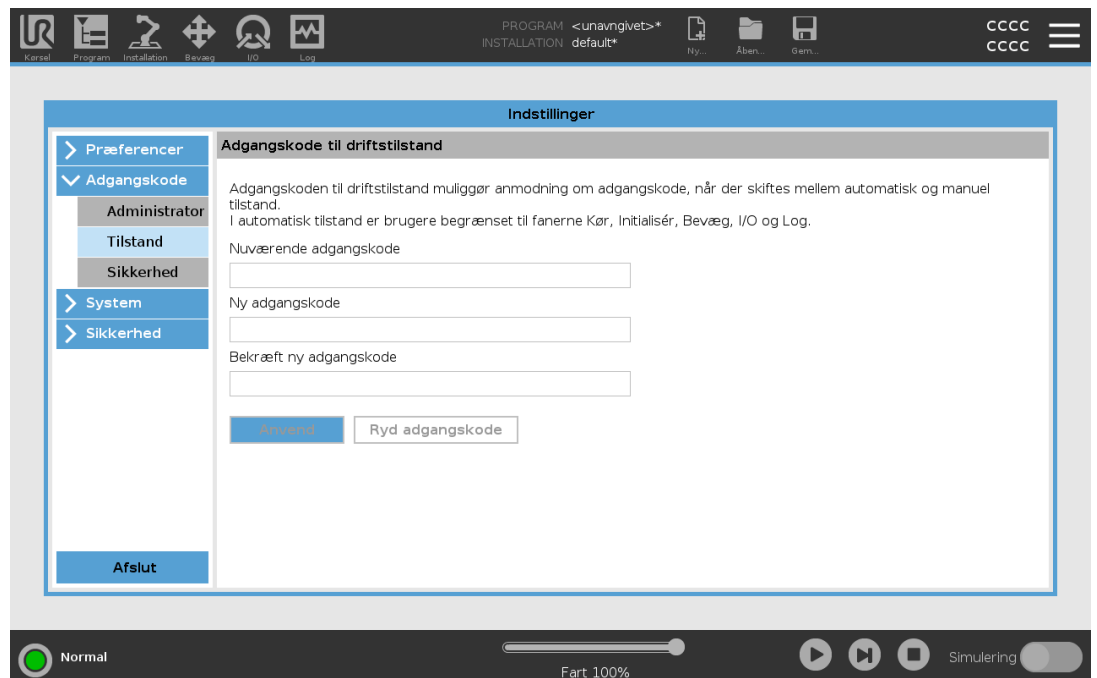 UR
PROGRAM <unavngivet>*
INSTALLATION default*
cccc
cccc
Kørsel Program Installation Bevæg I/O Log
Ny... Åben... Gem...
Indstillinger
Præferencer
Adgangskode
Administrator
Tilstand
Sikkerhed
System
Sikkerhed
Afslut
Adgangskode til driftstilstand
Adgangskoden til driftstilstand muliggør anmodning om adgangskode, når der skiftes mellem automatisk og manuel
tilstand.
I automatisk tilstand er brugere begrænset til fanerne Kør, Initialisér, Bevæg, I/O og Log.
Nuværende adgangskode
Ny adgangskode
Bekræft ny adgangskode
Anvend Ryd adgangskode
Normal
Fart 100%
Simulering